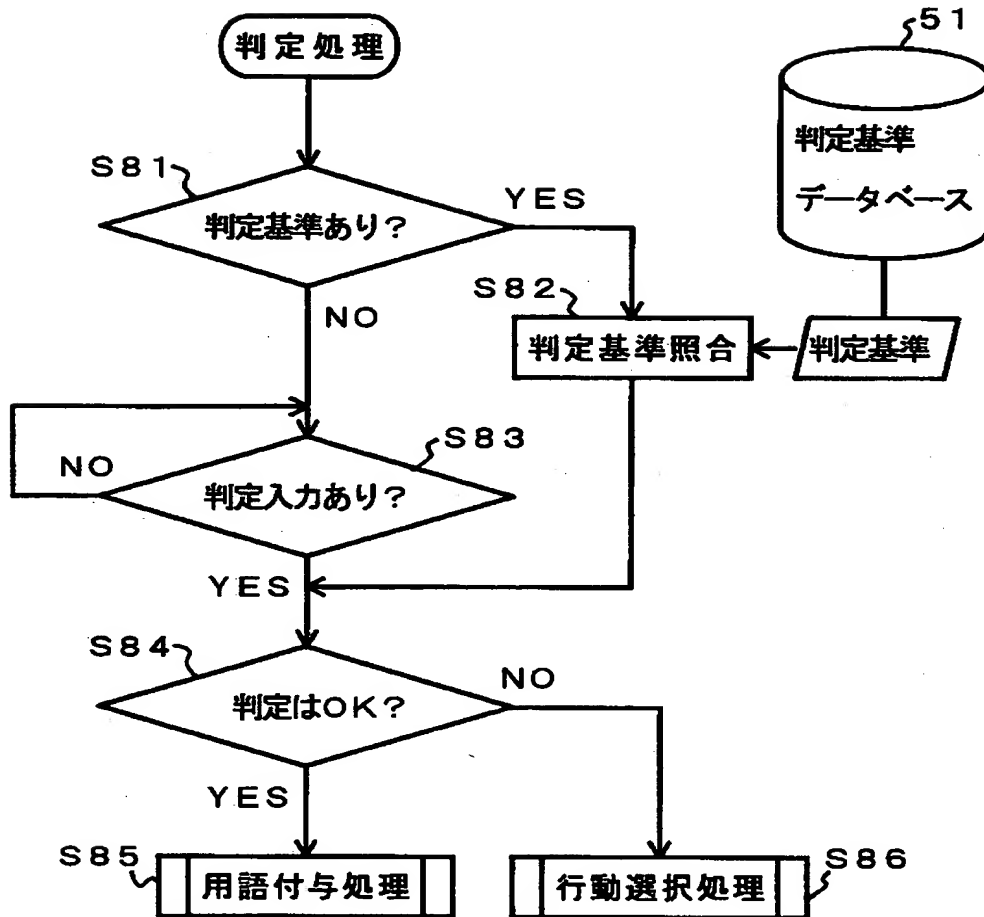 判定処理
51
判定基準
データベース
S81
判定基準あり?
YES
NO
S82
判定基準照合
判定基準
S83
NO
判定入力あり?
YES
S84
判定はOK?
NO
YES
S85
用語付与処理
行動選択処理
S86